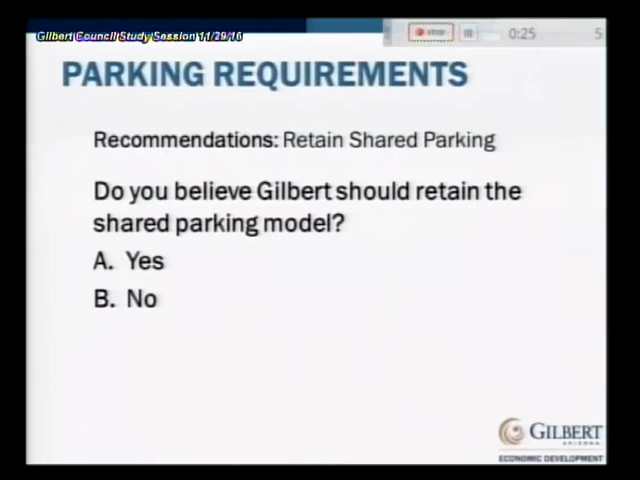 Gilbert Council Study Session 11/29/16
stop
0:25
5
PARKING REQUIREMENTS
Recommendations: Retain Shared Parking
Do you believe Gilbert should retain the
shared parking model?
A. Yes
B. No
GILBERT
ARIZONA
ECONOMIC DEVELOPMENT